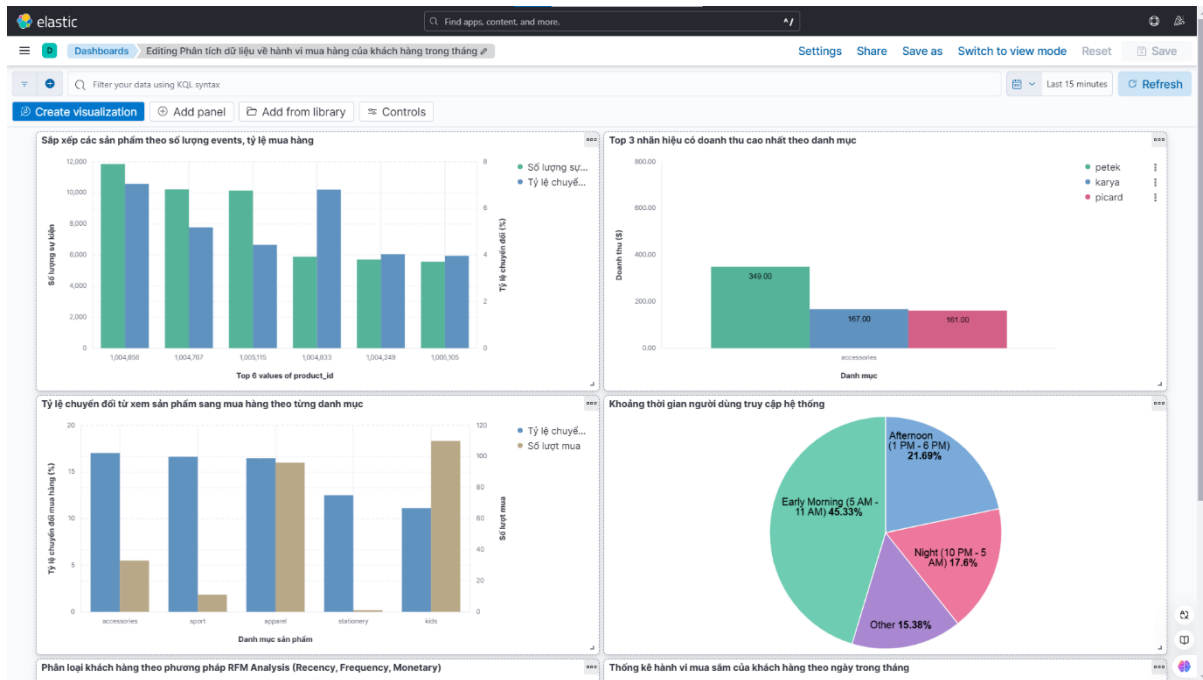 elastic
Find apps, content, and more.
^/
D
Dashboards
Editing Phân tích dữ liệu về hành vi mua hàng của khách hàng trong tháng
Settings Share Save as Switch to view mode Reset Save
Filter your data using KQL syntax
Last 15 minutes
Refresh
Create visualization
Add panel
Add from library
Controls
Sắp xếp các sản phẩm theo số lượng events, tỷ lệ mua hàng
12,000
10,000
8,000
6,000
4,000
2,000
0
Số lượng sự kiện
8
6
4
2
0
Tỷ lệ chuyển đổi (%)
1,004,856 1,004,767 1,005,115 1,004,833 1,004,249 1,005,105
Top 6 values of product_id
Số lượng sự...
Tỷ lệ chuyể...
Top 3 nhãn hiệu có doanh thu cao nhất theo danh mục
800.00
600.00
400.00
200.00
0.00
Doanh thu ($)
349.00
167.00
161.00
accessories
Danh mục
petek
karya
picard
Tỷ lệ chuyển đổi từ xem sản phẩm sang mua hàng theo từng danh mục
20
15
10
5
0
Tỷ lệ chuyển đổi mua hàng (%)
120
100
80
60
40
20
0
Số lượt mua
accessories sport apparel stationery kids
Danh mục sản phẩm
Tỷ lệ chuyể...
Số lượt mua
Khoảng thời gian người dùng truy cập hệ thống
Afternoon
(1 PM - 6 PM)
21.69%
Early Morning (5 AM -
11 AM) 45.33%
Night (10 PM - 5
AM) 17.6%
Other 15.38%
Phân loại khách hàng theo phương pháp RFM Analysis (Recency, Frequency, Monetary)
Thống kê hành vi mua sắm của khách hàng theo ngày trong tháng